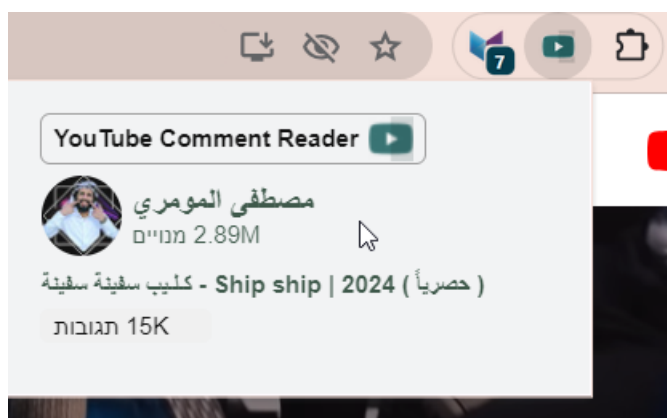 7
YouTube Comment Reader
مصطفى المومري
2.89M מנויים
كليب سفينة سفينة - Ship ship | 2024 ( حصرياً )
15K תגובות